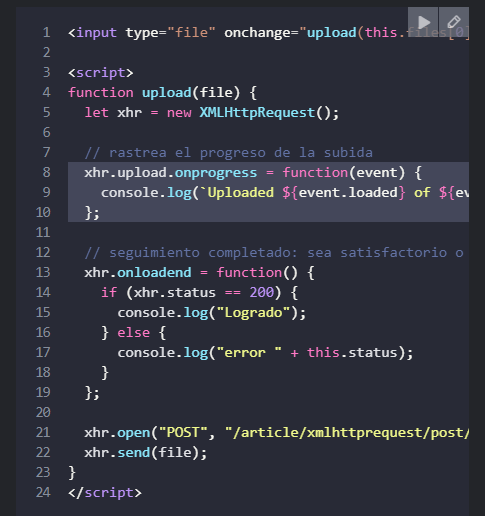 1 <input type="file" onchange="upload(this.files[0]
2
3 <script>
4 function upload(file) {
5   let xhr = new XMLHttpRequest();
6
7   // rastrea el progreso de la subida
8   xhr.upload.onprogress = function(event) {
9     console.log(`Uploaded ${event.loaded} of ${ev
10   };
11
12   // seguimiento completado: sea satisfactorio o
13   xhr.onloadend = function() {
14     if (xhr.status == 200) {
15       console.log("Logrado");
16     } else {
17       console.log("error " + this.status);
18     }
19   };
20
21   xhr.open("POST", "/article/xmlhttprequest/post/
22   xhr.send(file);
23 }
24 </script>